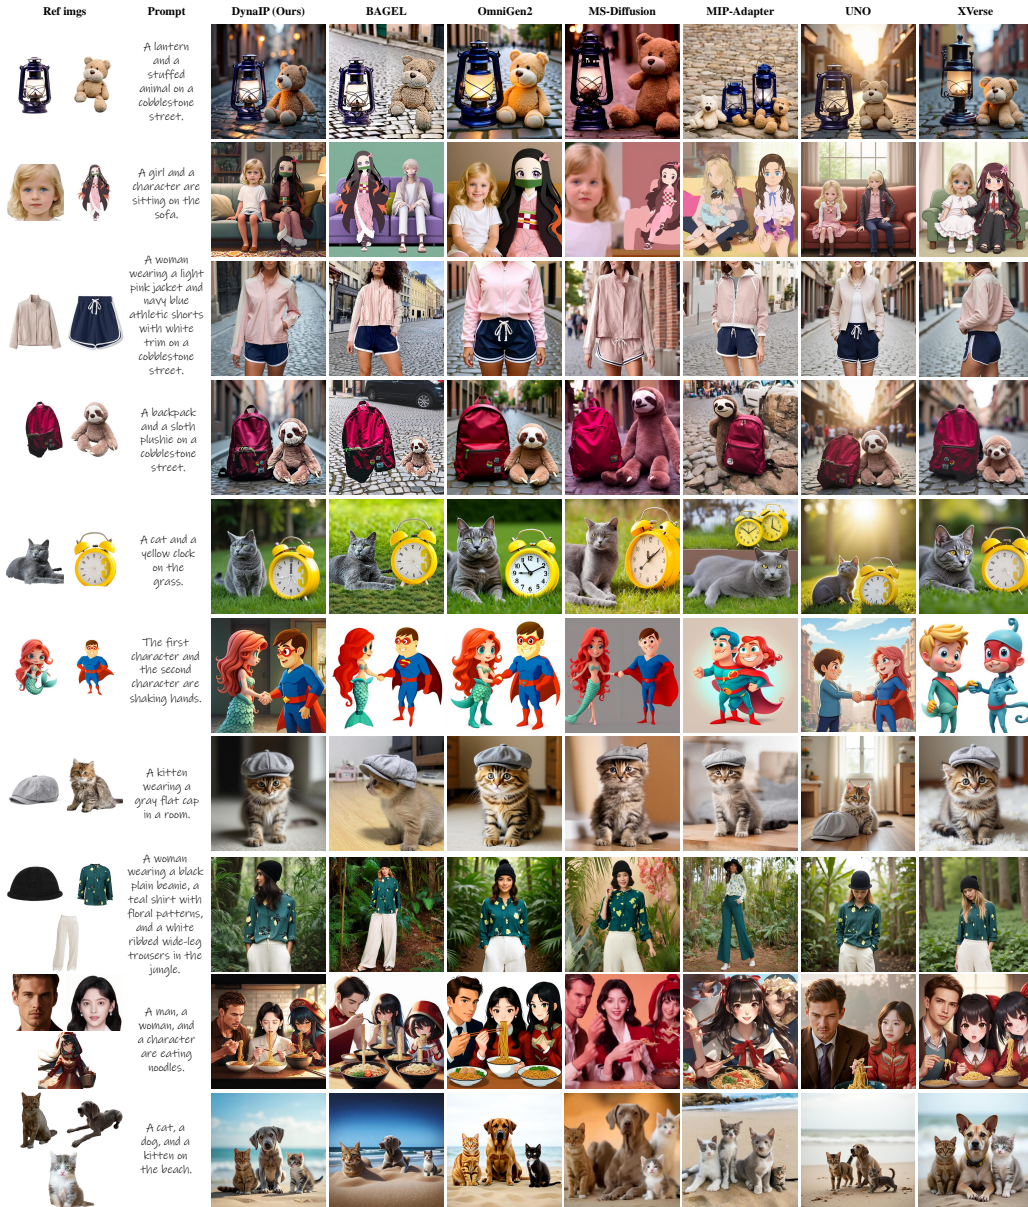 Ref imgs
Prompt
DynaIP (Ours)
BAGEL
OmniGen2
MS-Diffusion
MIP-Adapter
UNO
XVerse
A lantern
and a
stuffed
animal on a
cobblestone
street.
A girl and a
character are
sitting on the
sofa.
A woman
wearing a light
pink jacket and
navy blue
athletic shorts
with white
trim on a
cobblestone
street.
A backpack
and a sloth
plushie on a
cobblestone
street.
A cat and a
yellow clock
on the
grass.
The first
character and
the second
character are
shaking hands.
A kitten
wearing a
gray flat cap
in a room.
A woman
wearing a black
plain beanie, a
teal shirt with
floral patterns,
and a white
ribbed wide-leg
trousers in the
jungle.
A man, a
woman, and
a character
are eating
noodles.
A cat, a
dog, and a
kitten on
the beach.